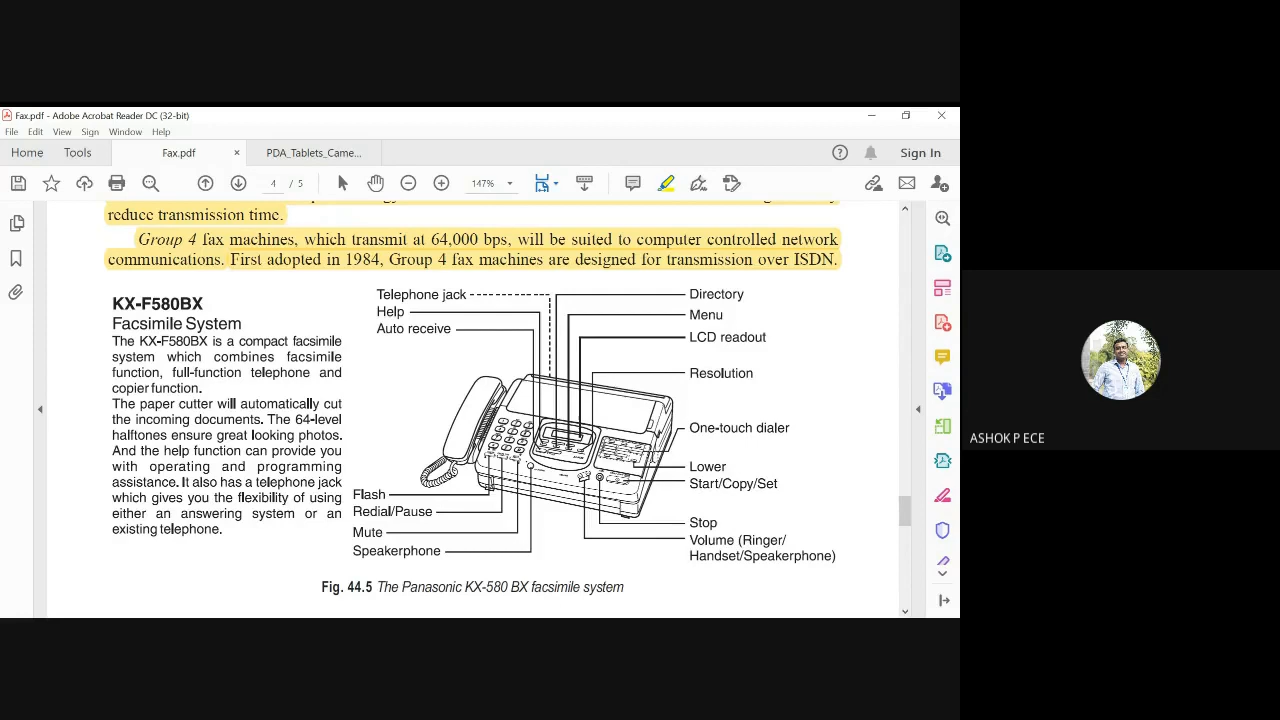 Fax.pdf - Adobe Acrobat Reader DC (32-bit)
File Edit View Sign Window Help
Home Tools Fax.pdf × PDA_Tablets_Came... Sign In
4 / 5 147%
reduce transmission time.
Group 4 fax machines, which transmit at 64,000 bps, will be suited to computer controlled network
communications. First adopted in 1984, Group 4 fax machines are designed for transmission over ISDN.
KX-F580BX
Facsimile System
The KX-F580BX is a compact facsimile
system which combines facsimile
function, full-function telephone and
copier function.
The paper cutter will automatically cut
the incoming documents. The 64-level
halftones ensure great looking photos.
And the help function can provide you
with operating and programming
assistance. It also has a telephone jack
which gives you the flexibility of using
either an answering system or an
existing telephone.
Telephone jack
Help
Auto receive
Directory
Menu
LCD readout
Resolution
One-touch dialer
Lower
Start/Copy/Set
Flash
Redial/Pause
Mute
Speakerphone
Stop
Volume (Ringer/
Handset/Speakerphone)
Fig. 44.5 The Panasonic KX-580 BX facsimile system
ASHOK P ECE